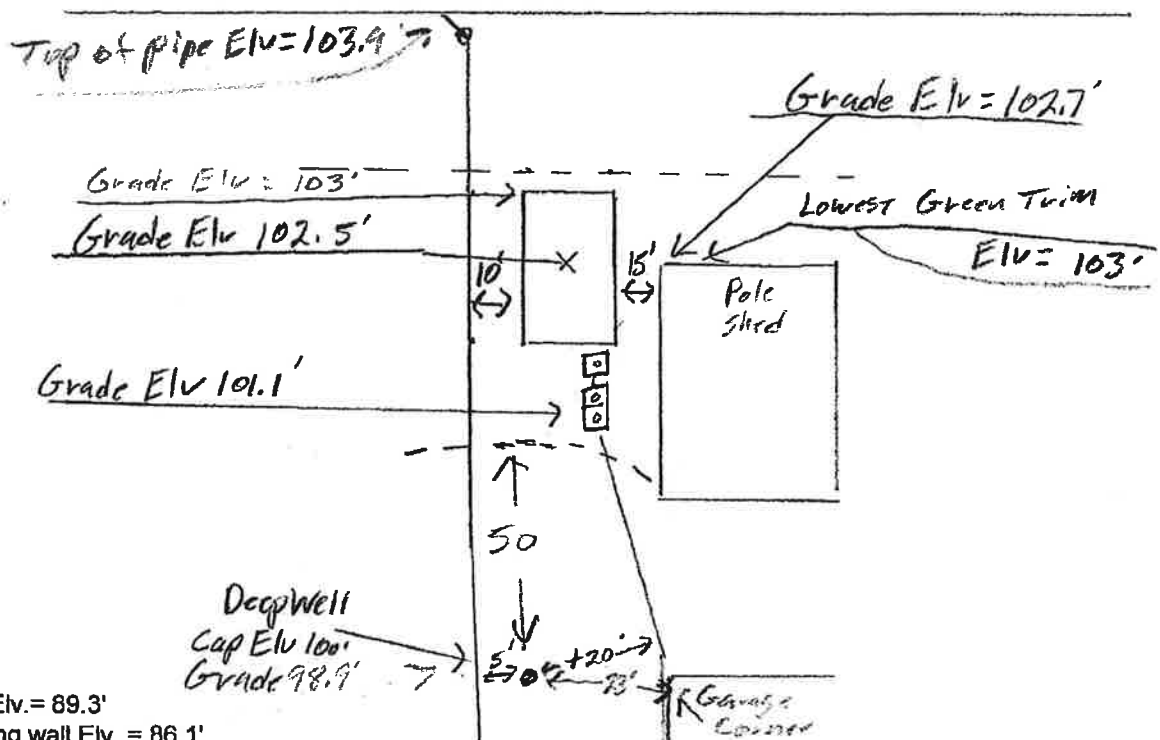 Top of pipe Elv=103.9'
Grade Elv=102.7'
Grade Elv = 103'
Lowest Green Trim
Elv= 103'
Grade Elv 102.5'
10'
15'
Pole
Shed
Grade Elv 101.1'
50
DeepWell
Cap Elv 100'
Grade 98.9'
5'
+20'
Garage
Corner
Elv.= 89.3'
ng wall Elv. = 86.1'